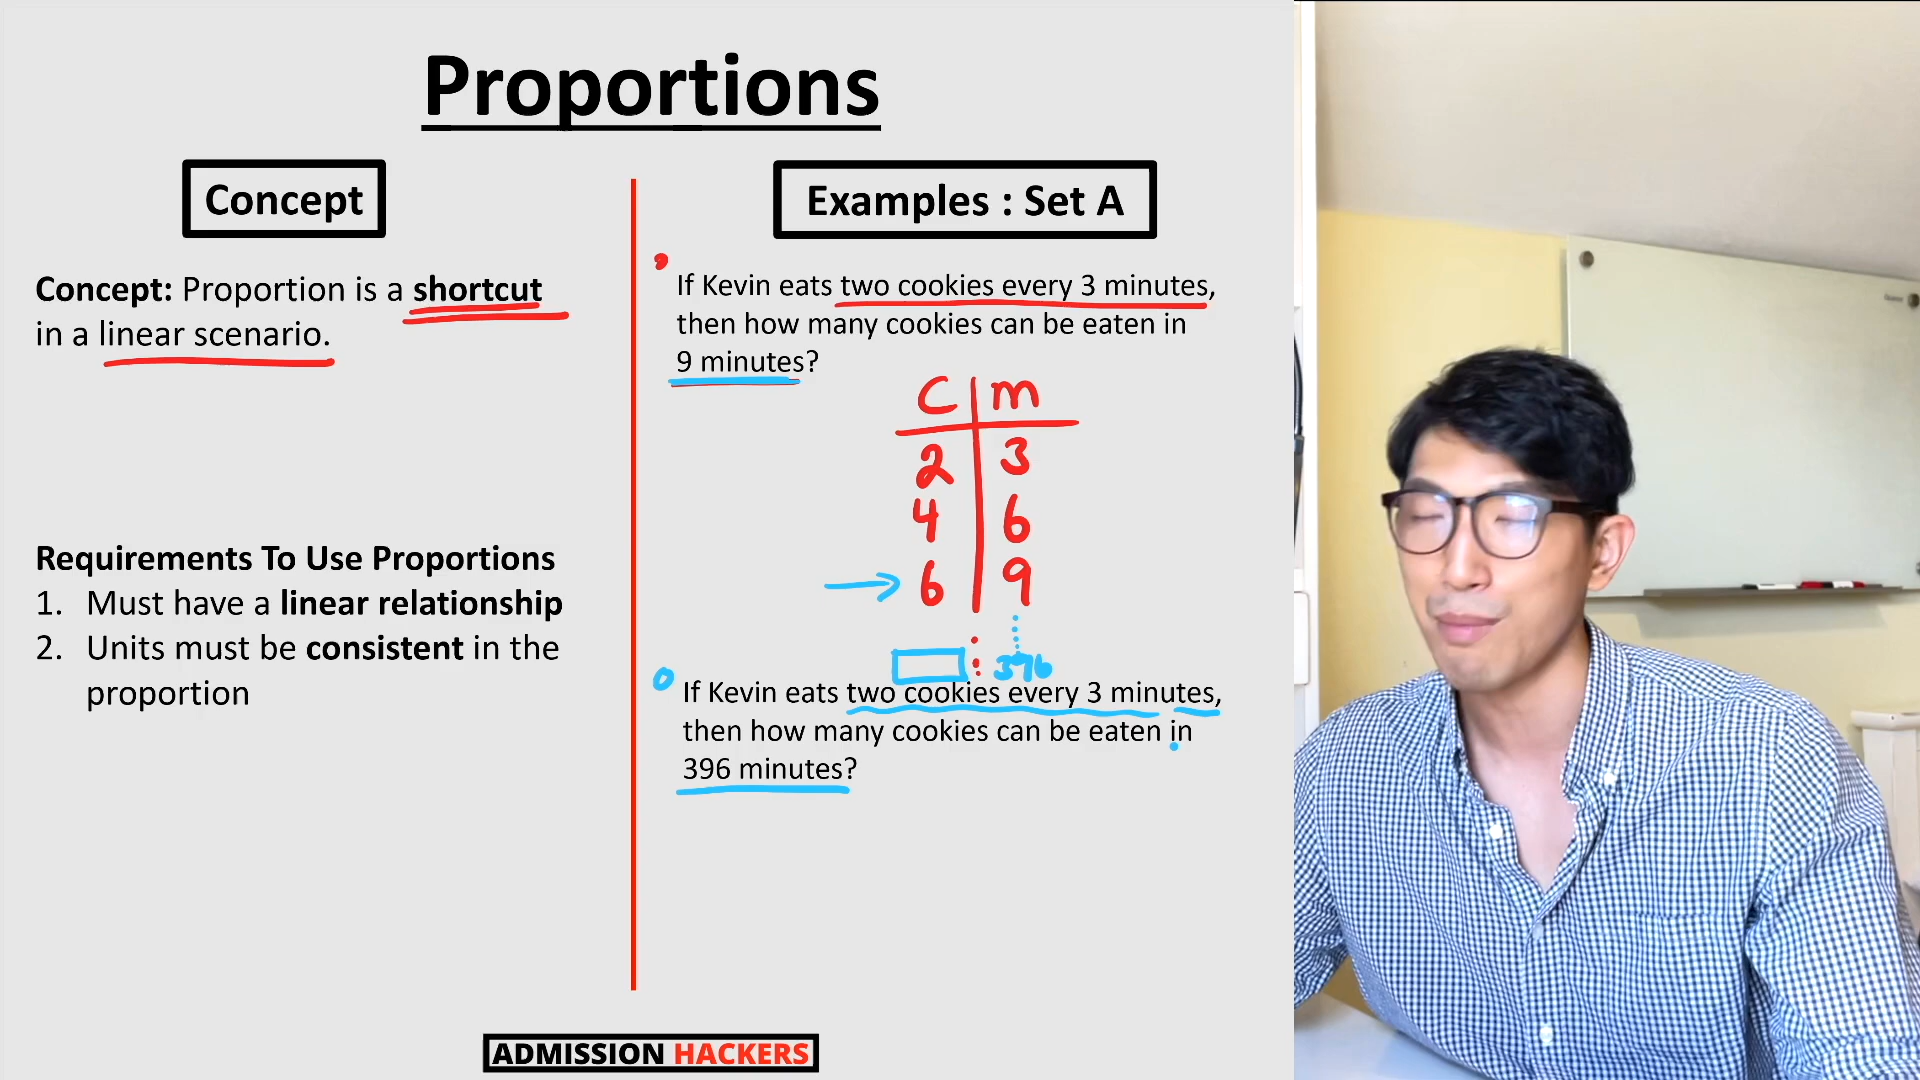 Proportions
Concept
Concept: Proportion is a shortcut
in a linear scenario.
Requirements To Use Proportions
1. Must have a linear relationship
2. Units must be consistent in the
proportion
Examples : Set A
If Kevin eats two cookies every 3 minutes,
then how many cookies can be eaten in
9 minutes?
C m
2 3
4 6
6 9
396
If Kevin eats two cookies every 3 minutes,
then how many cookies can be eaten in
396 minutes?
ADMISSION HACKERS